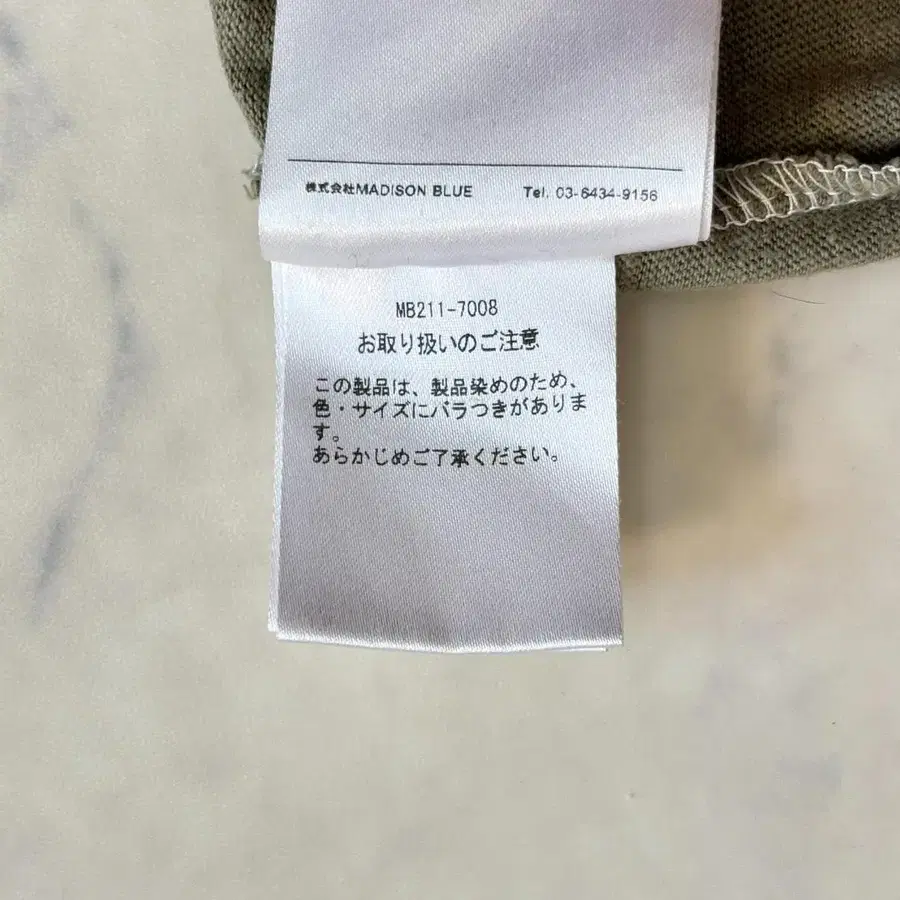 株式会社MADISON BLUE Tel. 03-6434-9156
MB211-7008
お取り扱いのご注意
この製品は、製品染めのため、
色・サイズにバラつきがありま
す。
あらかじめご了承ください。